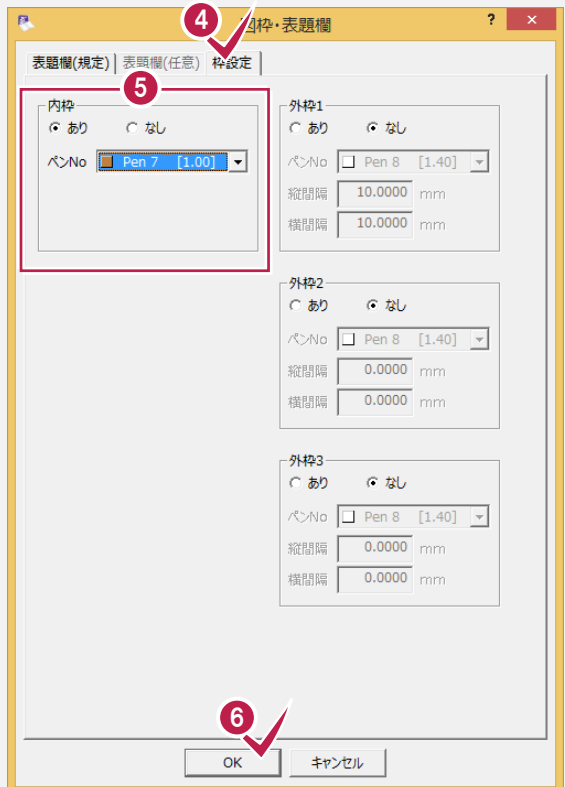 4
図枠・表題欄
? ×
表題欄(規定) 表題欄(任意) 枠設定
5
内枠
あり なし
ペンNo Pen 7 [1.00]
外枠1
あり なし
ペンNo Pen 8 [1.40]
縦間隔 10.0000 mm
横間隔 10.0000 mm
外枠2
あり なし
ペンNo Pen 8 [1.40]
縦間隔 0.0000 mm
横間隔 0.0000 mm
外枠3
あり なし
ペンNo Pen 8 [1.40]
縦間隔 0.0000 mm
横間隔 0.0000 mm
6
OK キャンセル